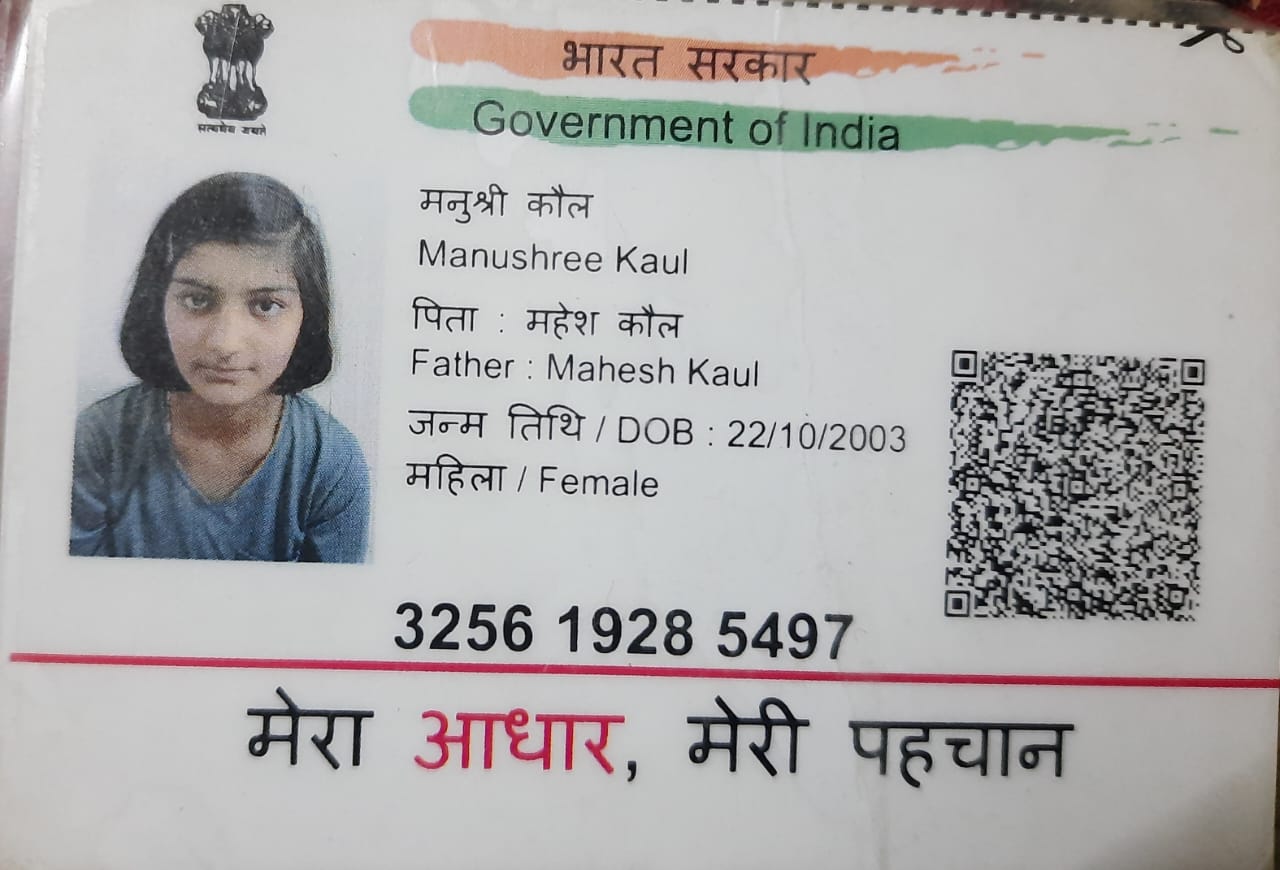 सत्यमेव जयते
भारत सरकार
Government of India
मनुश्री कौल
Manushree Kaul
पिता : महेश कौल
Father : Mahesh Kaul
जन्म तिथि / DOB : 22/10/2003
महिला / Female
3256 1928 5497
मेरा आधार, मेरी पहचान